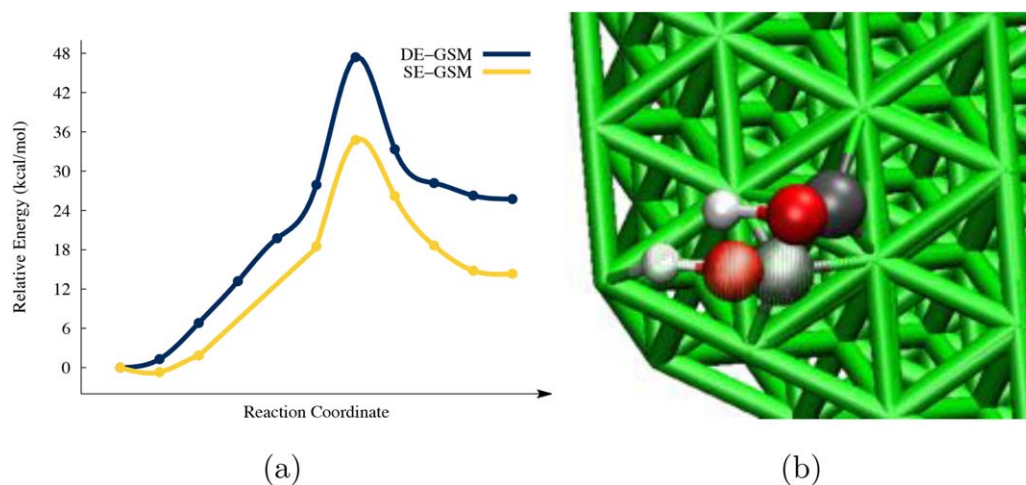 48
42
36
30
24
18
12
6
0
Relative Energy (kcal/mol)
DE−GSM
SE−GSM
Reaction Coordinate
(a)
(b)